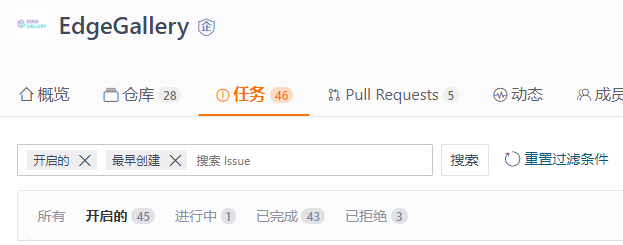 EDGE GALLERY EdgeGallery 企
概览 仓库 28 任务 46 Pull Requests 5 动态 成员
开启的 × 最早创建 × 搜索 Issue 搜索 重置过滤条件
所有 开启的 45 进行中 1 已完成 43 已拒绝 3